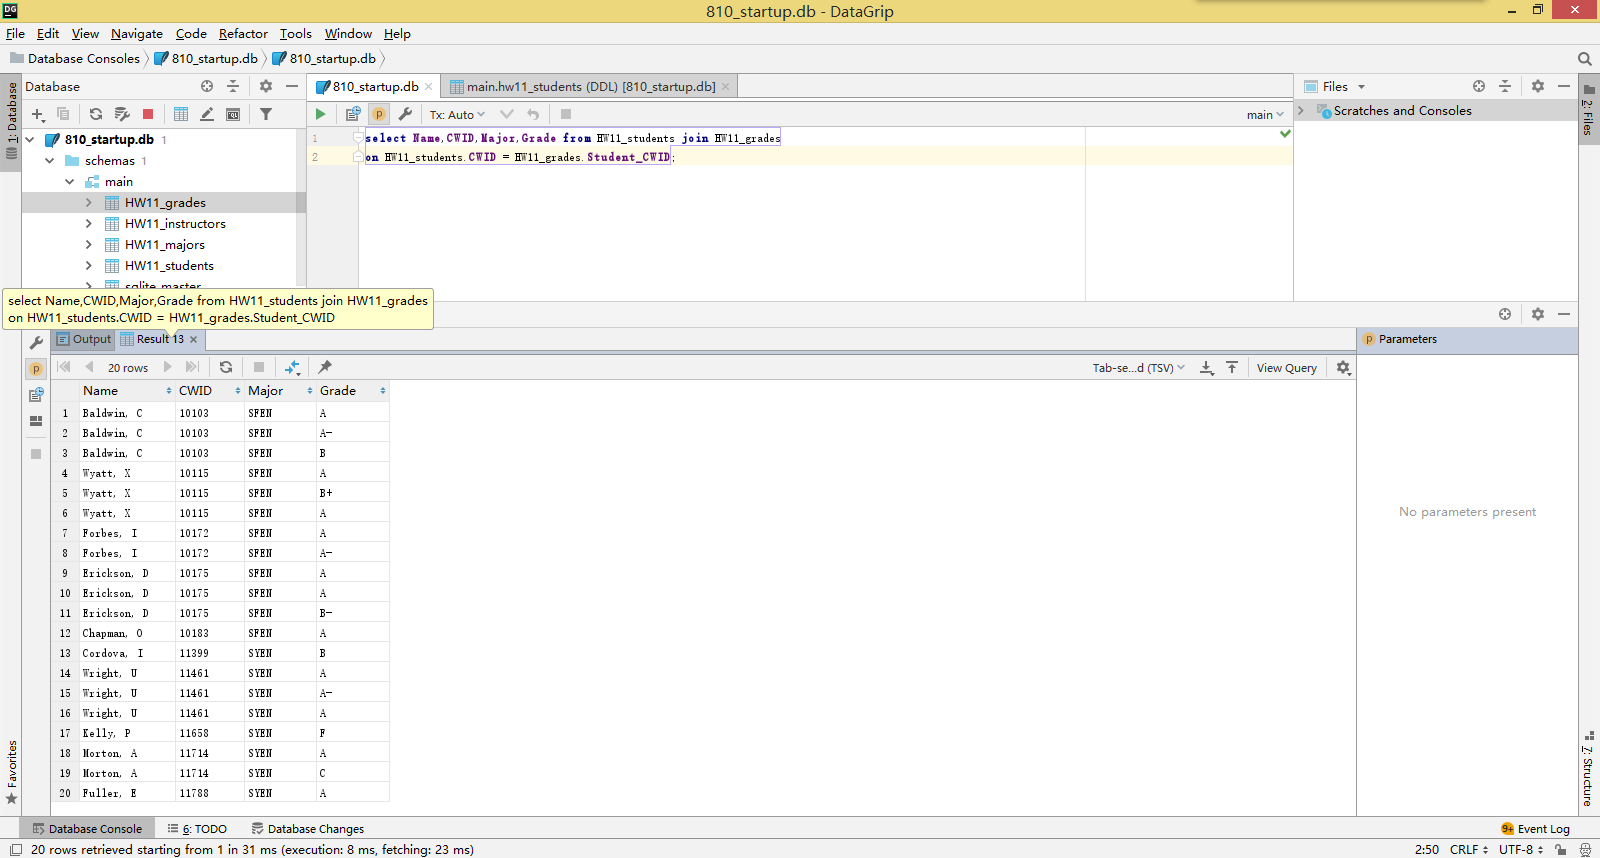 DG
810_startup.db - DataGrip
File Edit View Navigate Code Refactor Tools Window Help
Database Consoles 810_startup.db 810_startup.db
1: Database
Database
810_startup.db main.hw11_students (DDL) [810_startup.db]
Files
2: Files
Tx: Auto
main
Scratches and Consoles
810_startup.db 1
schemas 1
main
HW11_grades
HW11_instructors
HW11_majors
HW11_students
sqlite_master
1 select Name,CWID,Major,Grade from HW11_students join HW11_grades
2 on HW11_students.CWID = HW11_grades.Student_CWID;
select Name,CWID,Major,Grade from HW11_students join HW11_grades
on HW11_students.CWID = HW11_grades.Student_CWID
Output Result 13
Parameters
20 rows
Tab-se...d (TSV) View Query
Name CWID Major Grade
1 Baldwin, C 10103 SFEN A
2 Baldwin, C 10103 SFEN A-
3 Baldwin, C 10103 SFEN B
4 Wyatt, X 10115 SFEN A
5 Wyatt, X 10115 SFEN B+
6 Wyatt, X 10115 SFEN A
7 Forbes, I 10172 SFEN A
8 Forbes, I 10172 SFEN A-
9 Erickson, D 10175 SFEN A
10 Erickson, D 10175 SFEN A
11 Erickson, D 10175 SFEN B-
12 Chapman, O 10183 SFEN A
13 Cordova, I 11399 SYEN B
14 Wright, U 11461 SYEN A
15 Wright, U 11461 SYEN A-
16 Wright, U 11461 SYEN A
17 Kelly, P 11658 SYEN F
18 Morton, A 11714 SYEN A
19 Morton, A 11714 SYEN C
20 Fuller, E 11788 SYEN A
No parameters present
Favorites
7: Structure
Database Console 6: TODO Database Changes
9+ Event Log
20 rows retrieved starting from 1 in 31 ms (execution: 8 ms, fetching: 23 ms)
2:50 CRLF UTF-8